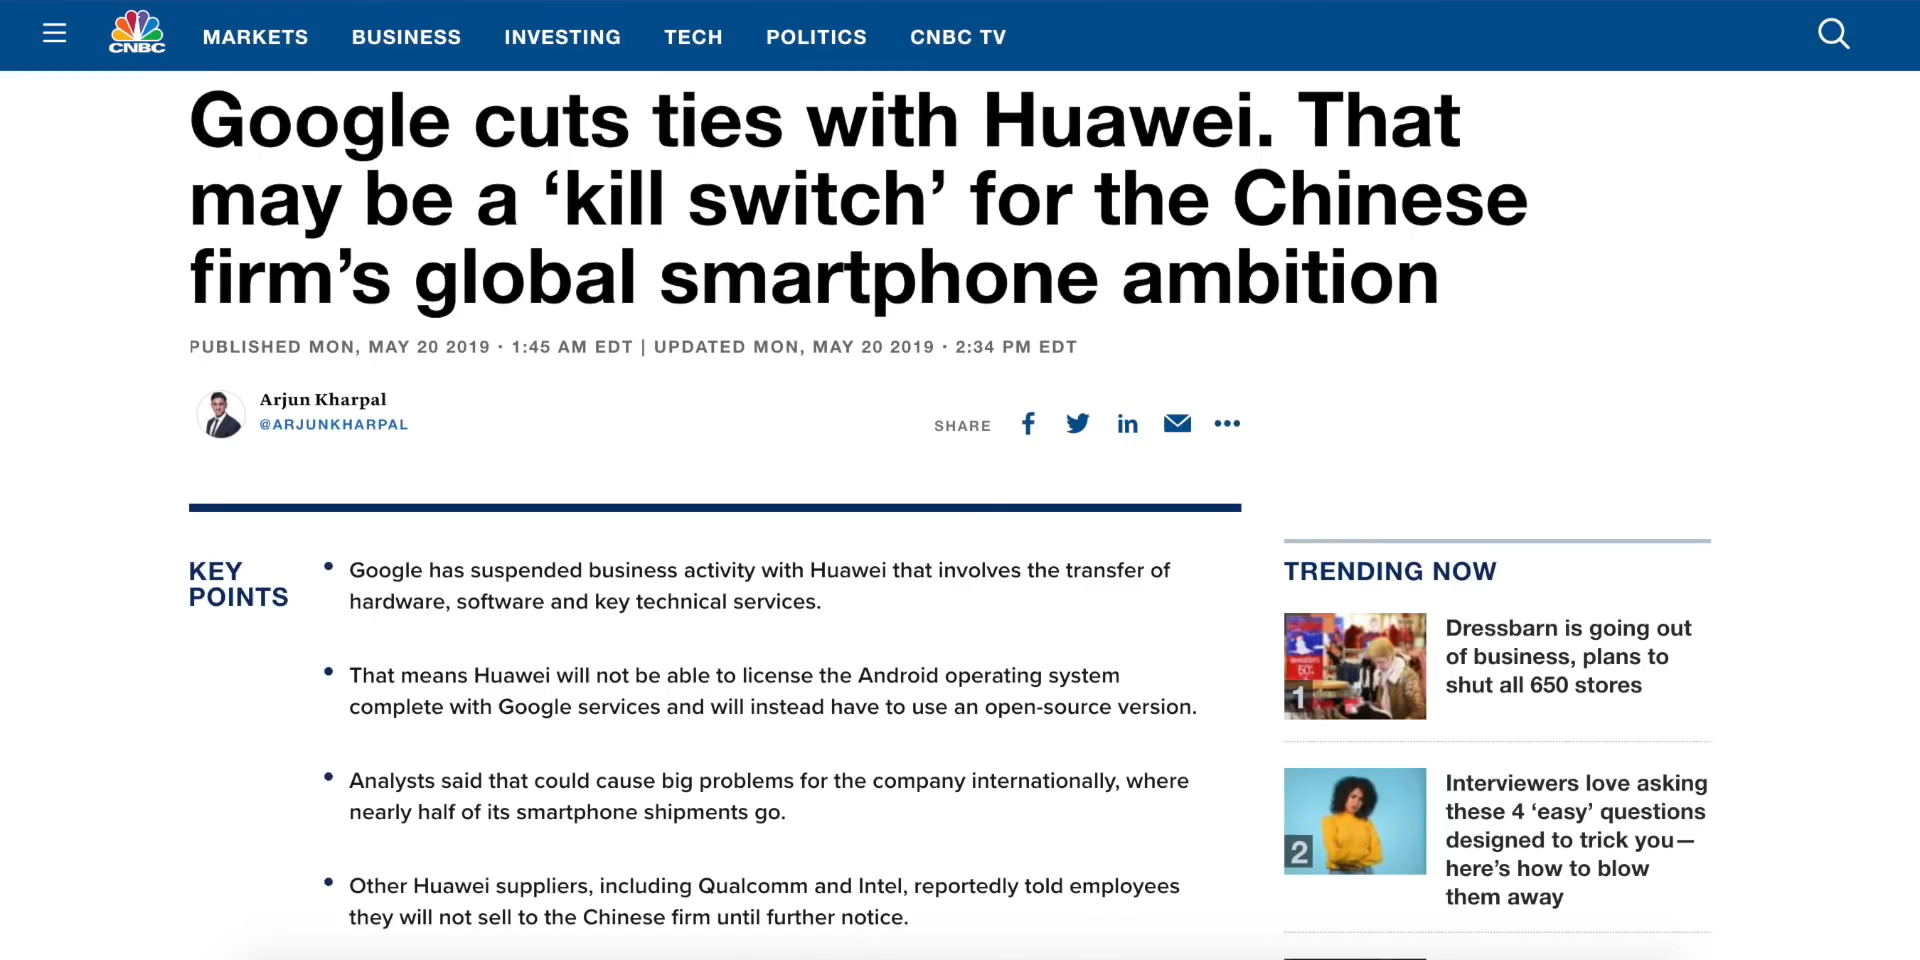 CNBC
MARKETS BUSINESS INVESTING TECH POLITICS CNBC TV
Google cuts ties with Huawei. That
may be a ‘kill switch’ for the Chinese
firm’s global smartphone ambition
PUBLISHED MON, MAY 20 2019 • 1:45 AM EDT | UPDATED MON, MAY 20 2019 • 2:34 PM EDT
Arjun Kharpal
@ARJUNKHARPAL
SHARE
KEY
POINTS
• Google has suspended business activity with Huawei that involves the transfer of
hardware, software and key technical services.
• That means Huawei will not be able to license the Android operating system
complete with Google services and will instead have to use an open-source version.
• Analysts said that could cause big problems for the company internationally, where
nearly half of its smartphone shipments go.
• Other Huawei suppliers, including Qualcomm and Intel, reportedly told employees
they will not sell to the Chinese firm until further notice.
TRENDING NOW
1
Dressbarn is going out
of business, plans to
shut all 650 stores
2
Interviewers love asking
these 4 ‘easy’ questions
designed to trick you—
here’s how to blow
them away